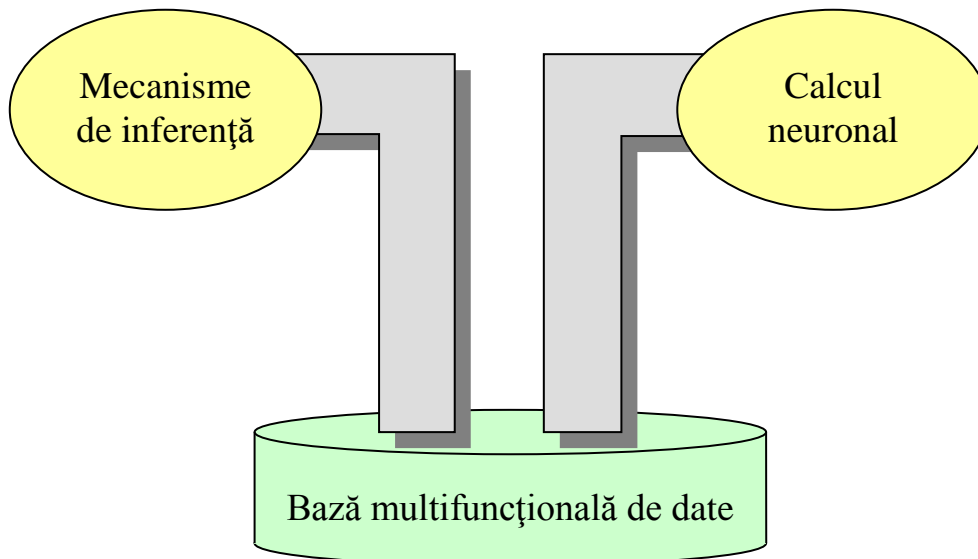 Mecanisme
de inferenţă
Calcul
neuronal
Bază multifuncţională de date